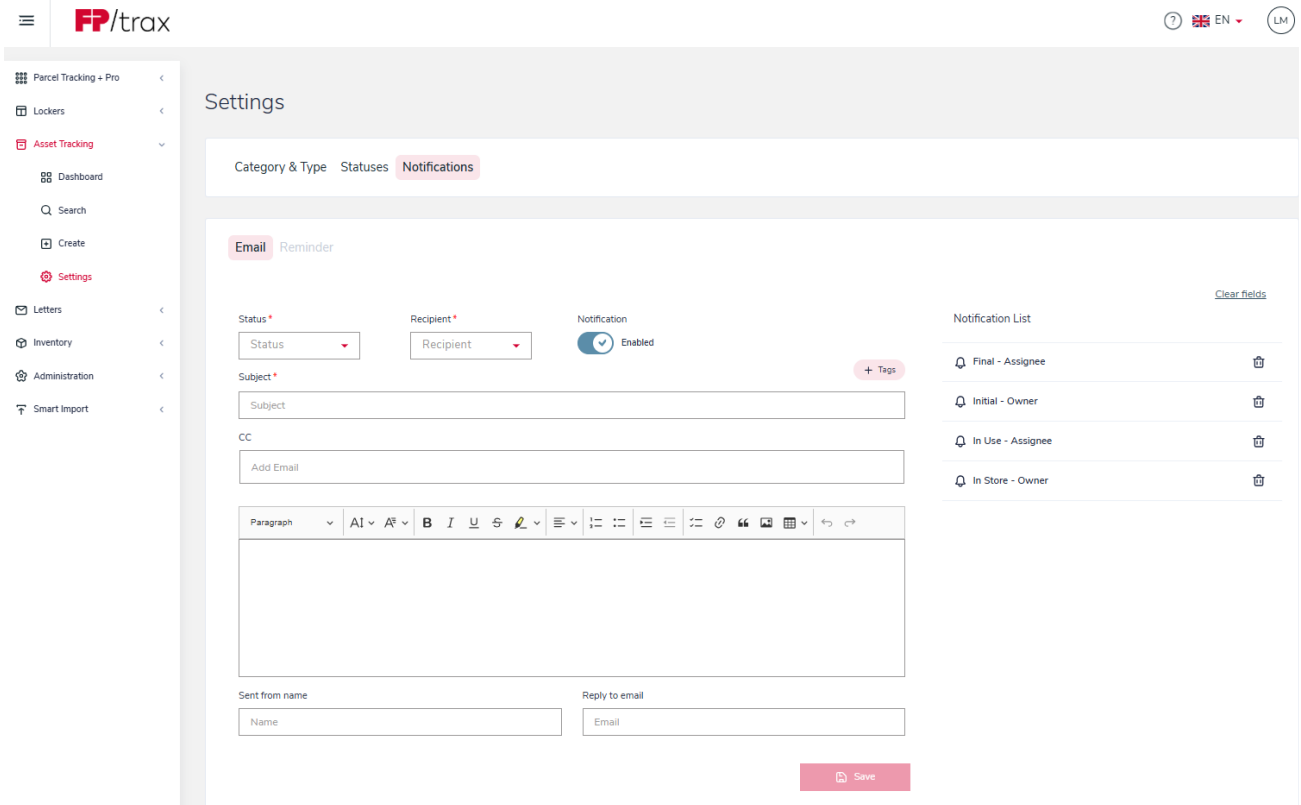 FP/trax
? EN LM
Parcel Tracking + Pro
Lockers
Asset Tracking
Dashboard
Search
Create
Settings
Letters
Inventory
Administration
Smart Import
Settings
Category & Type Statuses Notifications
Email Reminder
Clear fields
Status * Recipient * Notification
Status Recipient Enabled
+ Tags
Subject *
Subject
CC
Add Email
Paragraph
Sent from name Reply to email
Name Email
Save
Notification List
Final - Assignee
Initial - Owner
In Use - Assignee
In Store - Owner